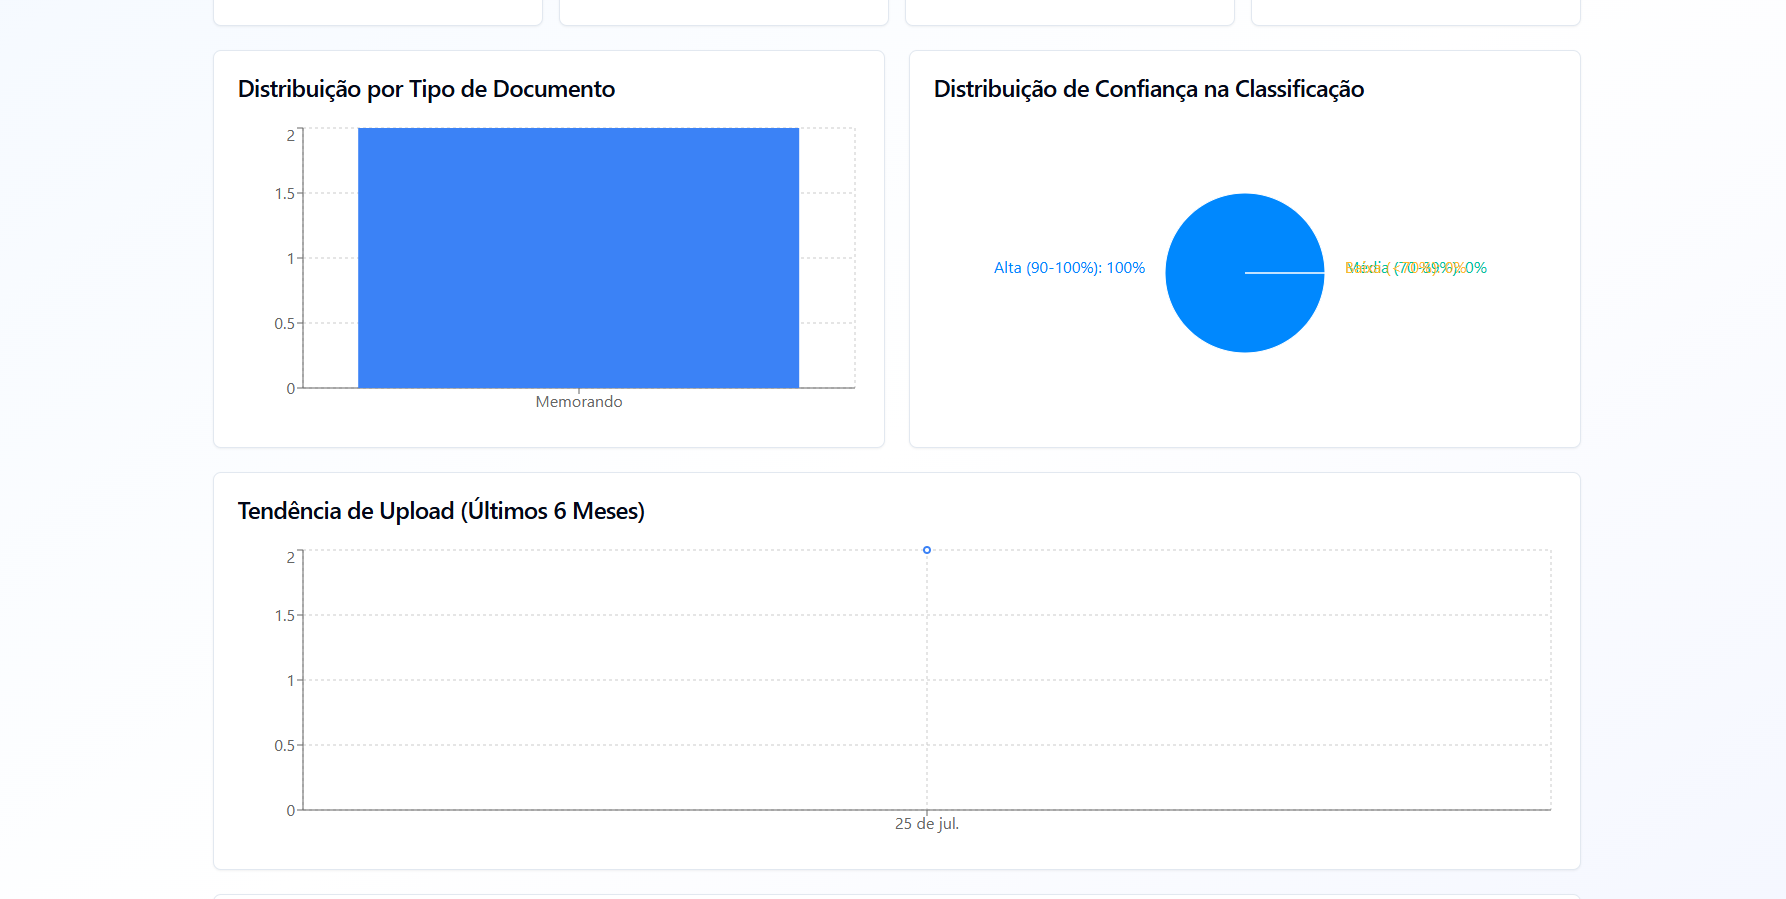 Distribuição por Tipo de Documento
2
1.5
1
0.5
0
Memorando
Distribuição de Confiança na Classificação
Alta (90-100%): 100%
Média (70-89%): 0%
Tendência de Upload (Últimos 6 Meses)
2
1.5
1
0.5
0
25 de jul.